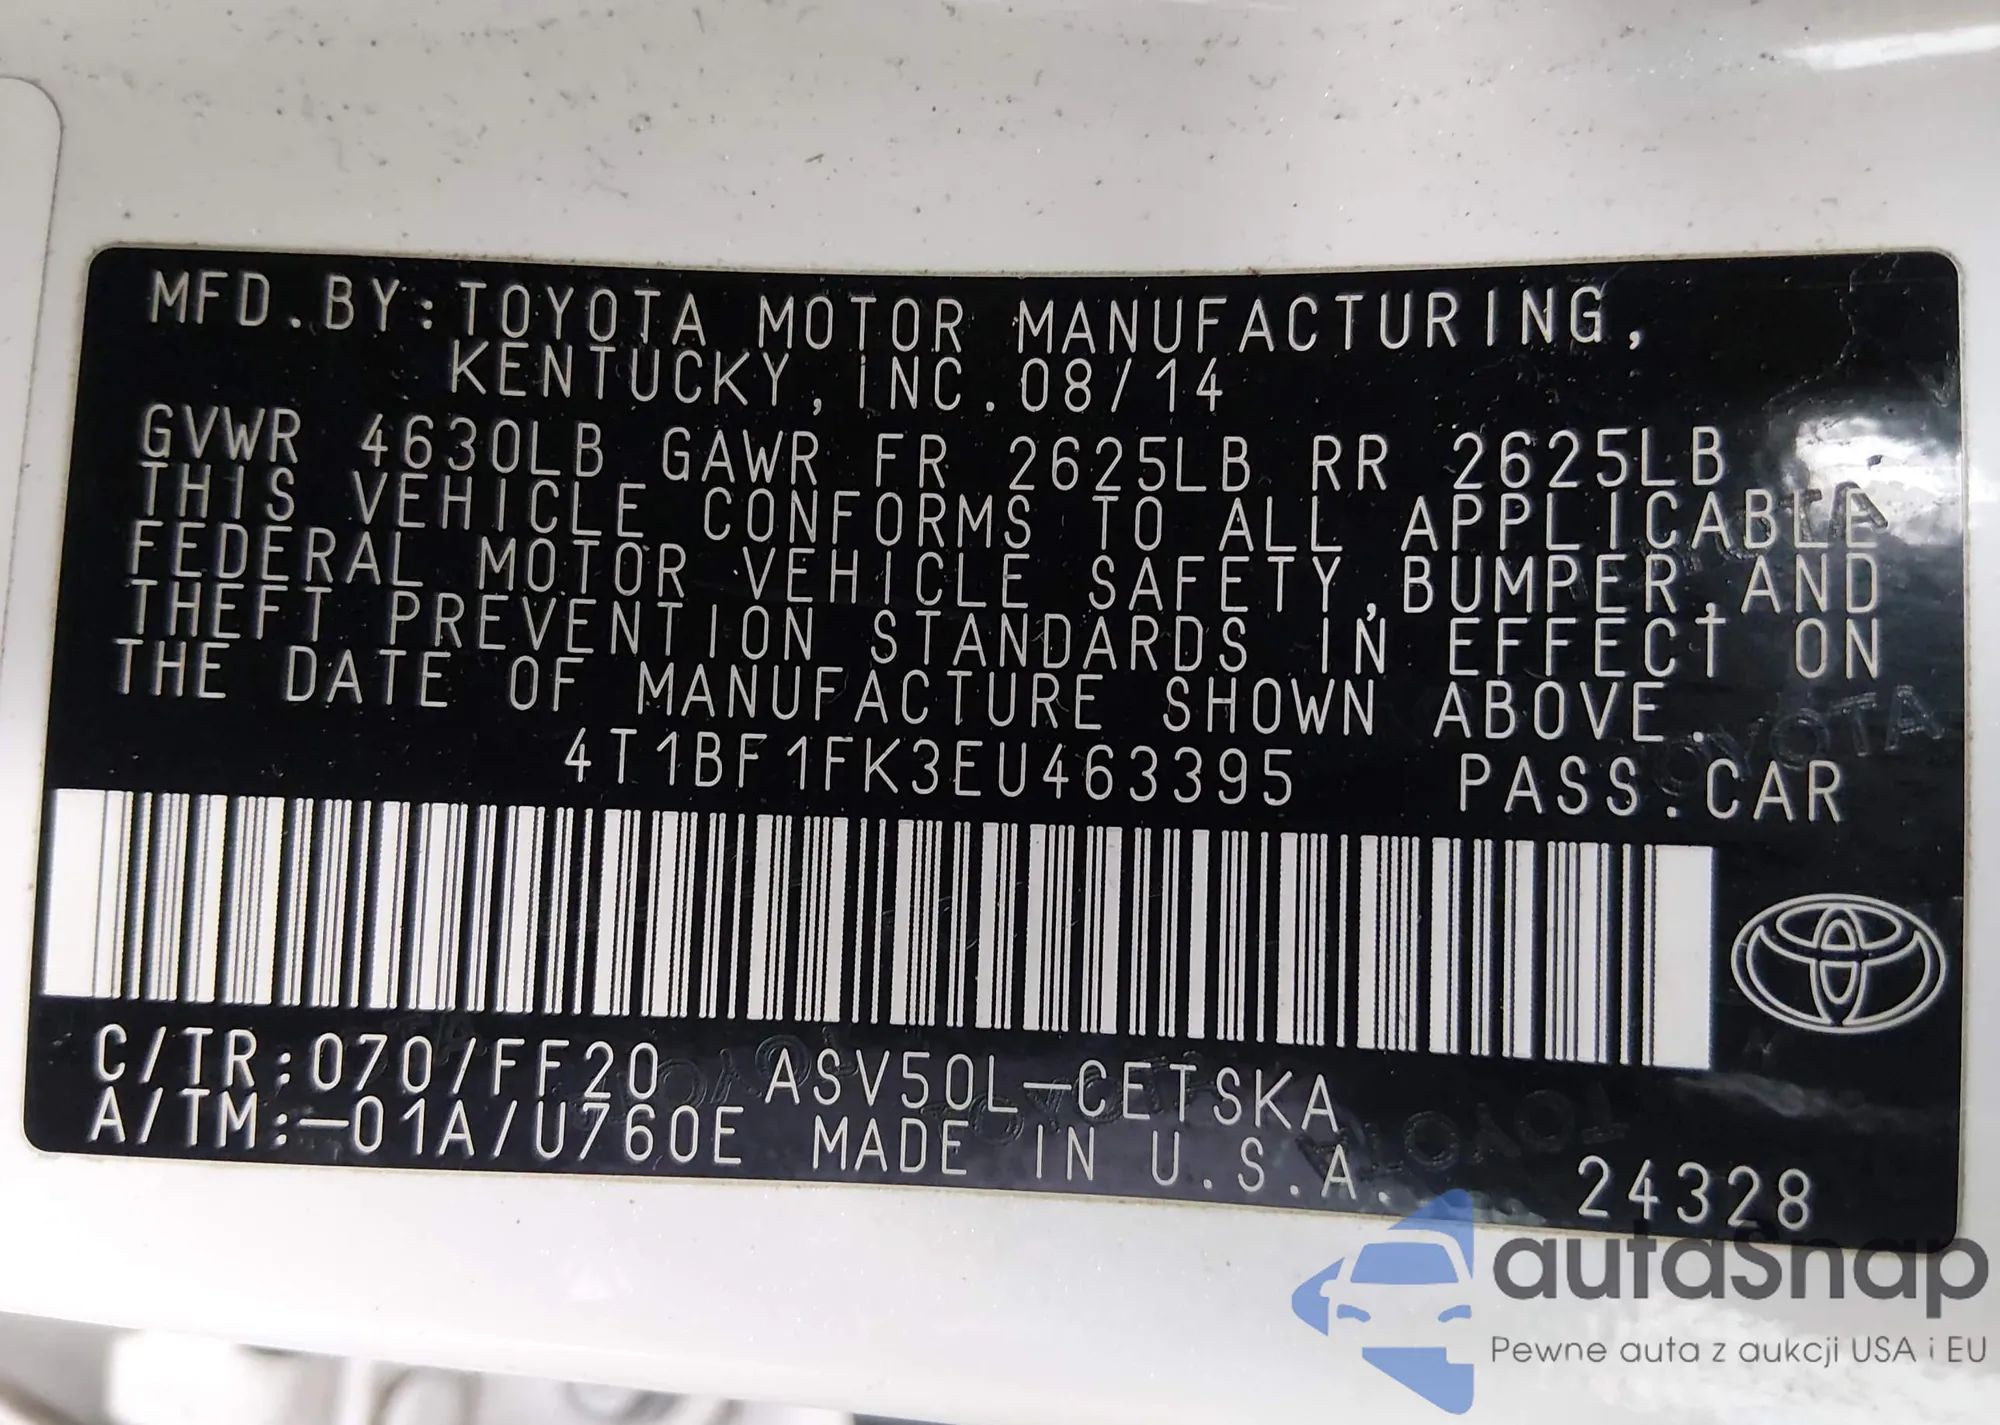 MFD.BY:TOYOTA MOTOR MANUFACTURING,
KENTUCKY, INC.08/14
GVWR 4630LB GAWR FR 2625LB RR 2625LB
THIS VEHICLE CONFORMS TO ALL APPLICABLE
FEDERAL MOTOR VEHICLE SAFETY,BUMPER,AND
THEFT PREVENTION STANDARDS IN EFFECT ON
THE DATE OF MANUFACTURE SHOWN ABOVE.
4T1BF1FK3EU463395 PASS.CAR
C/TR:070/FF20 ASV50L-CETSKA
A/TM:-01A/U760E MADE IN U.S.A. 24328
autaSnap
Pewne auta z aukcji USA i EU